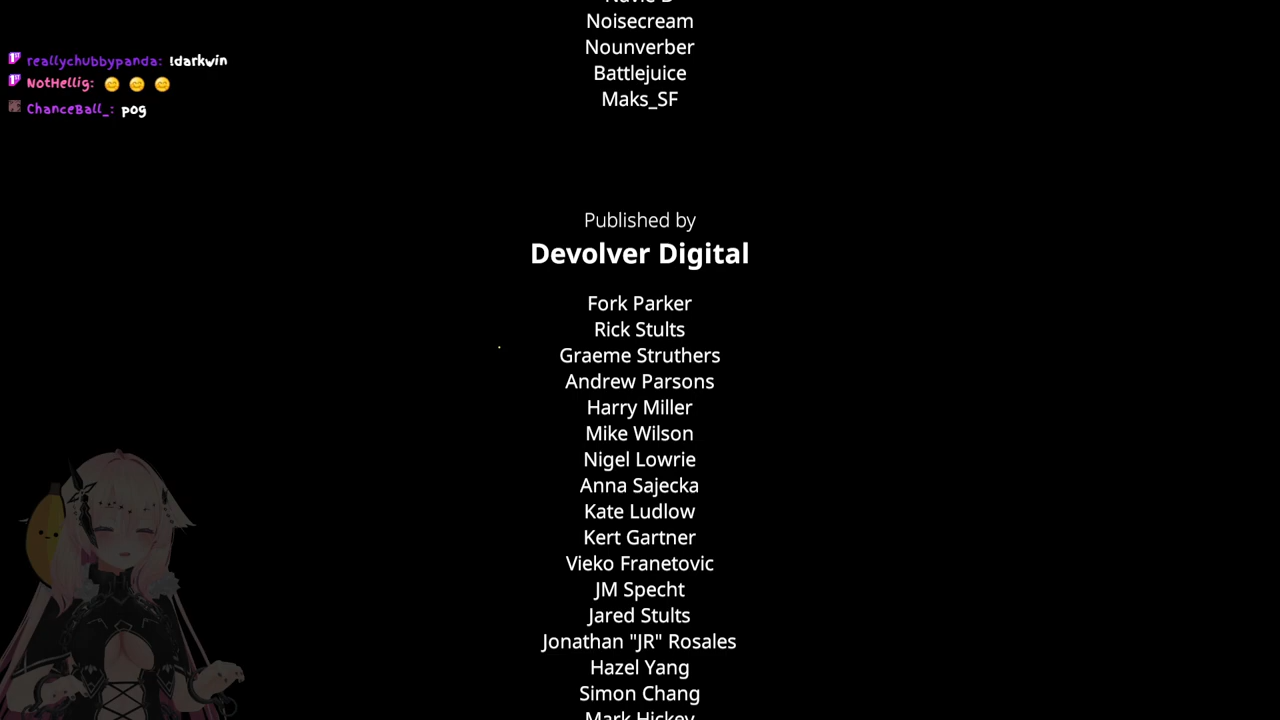 Noisecream
Nounverber
Battlejuice
Maks_SF
reallychubbypanda: !darkwin
NotHellig: 😊 😊 😊
ChanceBall_: pog
Published by
Devolver Digital
Fork Parker
Rick Stults
Graeme Struthers
Andrew Parsons
Harry Miller
Mike Wilson
Nigel Lowrie
Anna Sajecka
Kate Ludlow
Kert Gartner
Vieko Franetovic
JM Specht
Jared Stults
Jonathan "JR" Rosales
Hazel Yang
Simon Chang
Mark Hickey